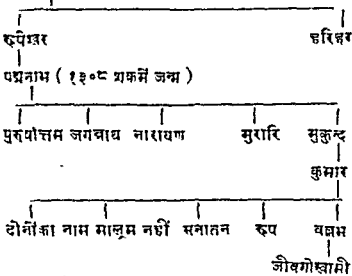 रूपेश्वर हरिहर
पद्मनाभ ( १३०८ शकमें जन्म )
पुरुषोत्तम जगन्नाथ नारायण मुरारि मुकुन्द
कुमार
दोनोंका नाम मालूम नहीं सनातन रूप वल्लभ
जीवगोस्वामी